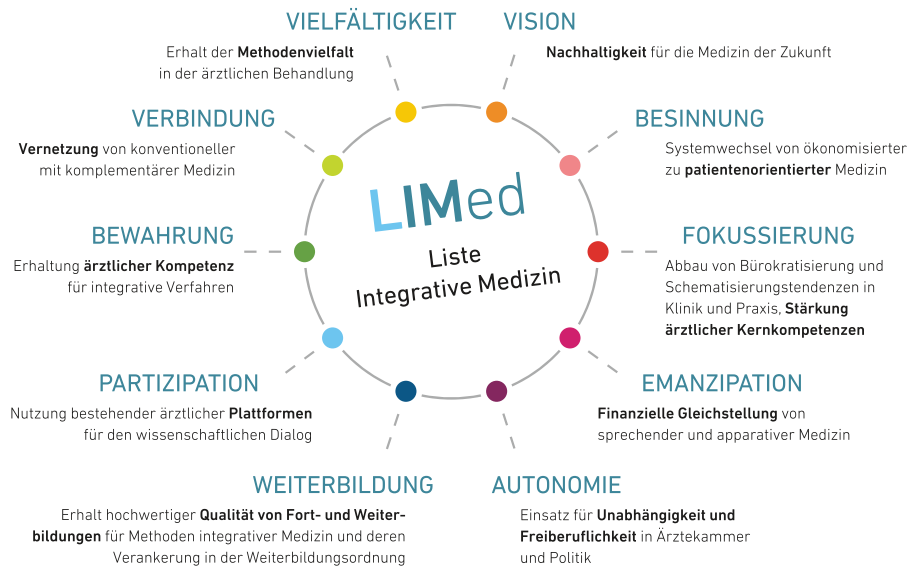 VIELFÄLTIGKEIT
Erhalt der Methodenvielfalt
in der ärztlichen Behandlung
VISION
Nachhaltigkeit für die Medizin der Zukunft
VERBINDUNG
Vernetzung von konventioneller
mit komplementärer Medizin
BESINNUNG
Systemwechsel von ökonomisierter
zu patientenorientierter Medizin
LIMed
Liste
Integrative Medizin
BEWAHRUNG
Erhaltung ärztlicher Kompetenz
für integrative Verfahren
FOKUSSIERUNG
Abbau von Bürokratisierung und
Schematisierungstendenzen in
Klinik und Praxis, Stärkung
ärztlicher Kernkompetenzen
PARTIZIPATION
Nutzung bestehender ärztlicher Plattformen
für den wissenschaftlichen Dialog
EMANZIPATION
Finanzielle Gleichstellung von
sprechender und apparativer Medizin
WEITERBILDUNG
Erhalt hochwertiger Qualität von Fort- und Weiter-
bildungen für Methoden integrativer Medizin und deren
Verankerung in der Weiterbildungsordnung
AUTONOMIE
Einsatz für Unabhängigkeit und
Freiberuflichkeit in Ärztekammer
und Politik